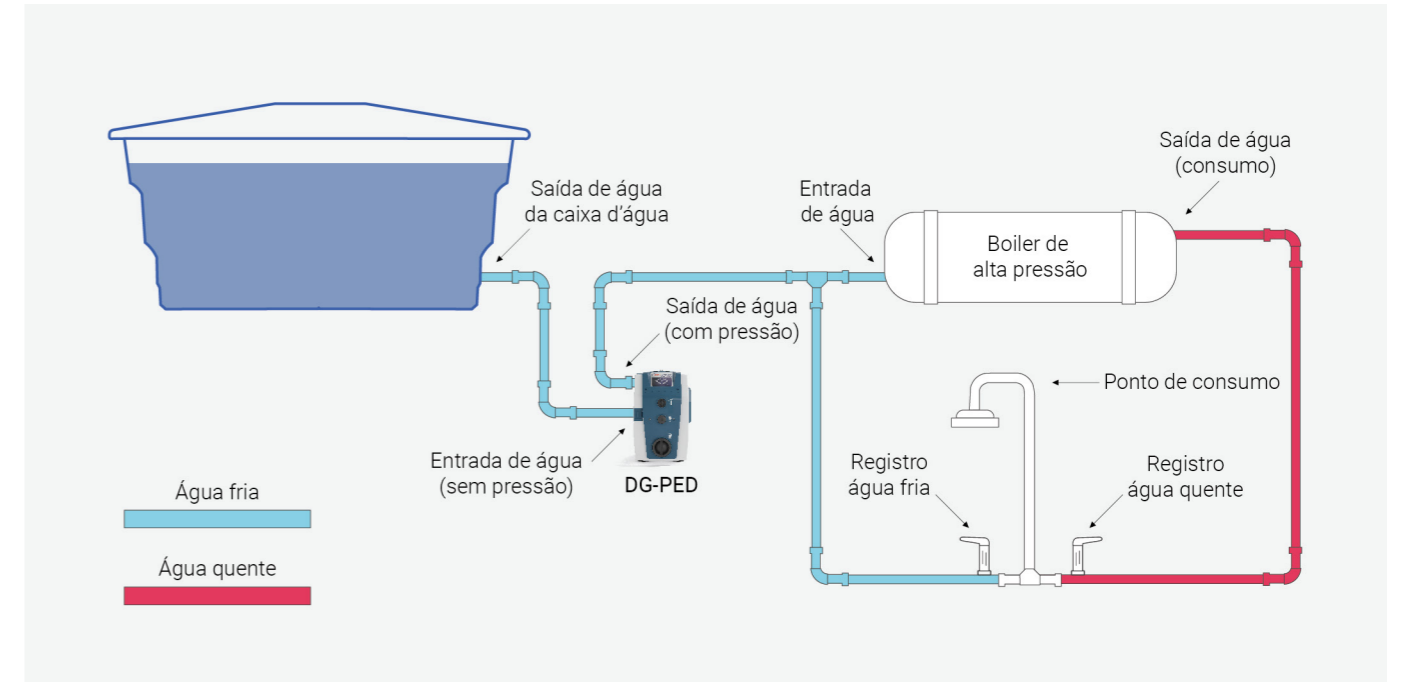 Saída de água
(consumo)
Saída de água
da caixa d’água
Entrada
de água
Boiler de
alta pressão
Saída de água
(com pressão)
Ponto de consumo
Entrada de água
(sem pressão)
DG-PED
Registro
água fria
Registro
água quente
Água fria
Água quente